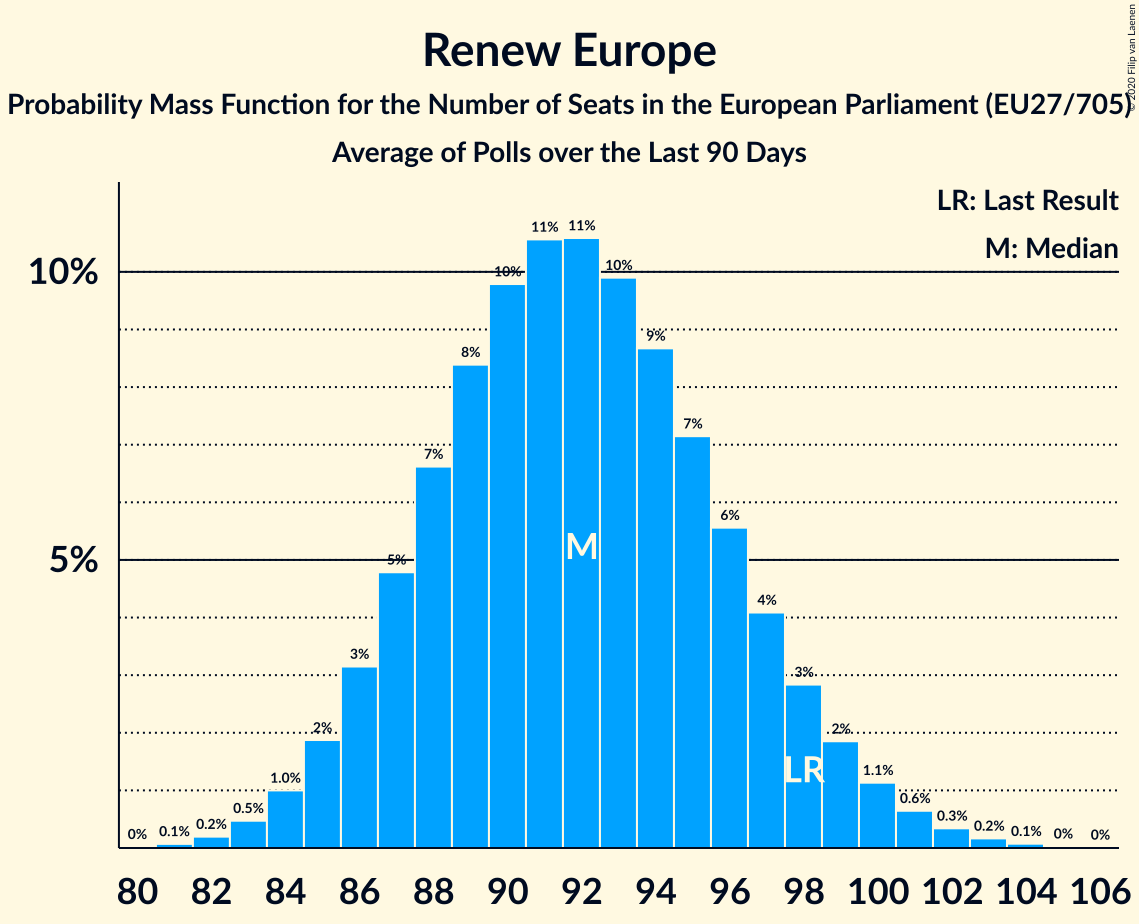 Renew Europe
Probability Mass Function for the Number of Seats in the European Parliament (EU27/705)
Average of Polls over the Last 90 Days
© 2020 Filip van Laenen
LR: Last Result
M: Median
10%
5%
0% 0.1% 0.2% 0.5% 1.0% 2% 3% 5% 7% 8% 10% 11% 11% 10% 9% 7% 6% 4% 3% 2% 1.1% 0.6% 0.3% 0.2% 0.1% 0% 0%
M
LR
80 82 84 86 88 90 92 94 96 98 100 102 104 106